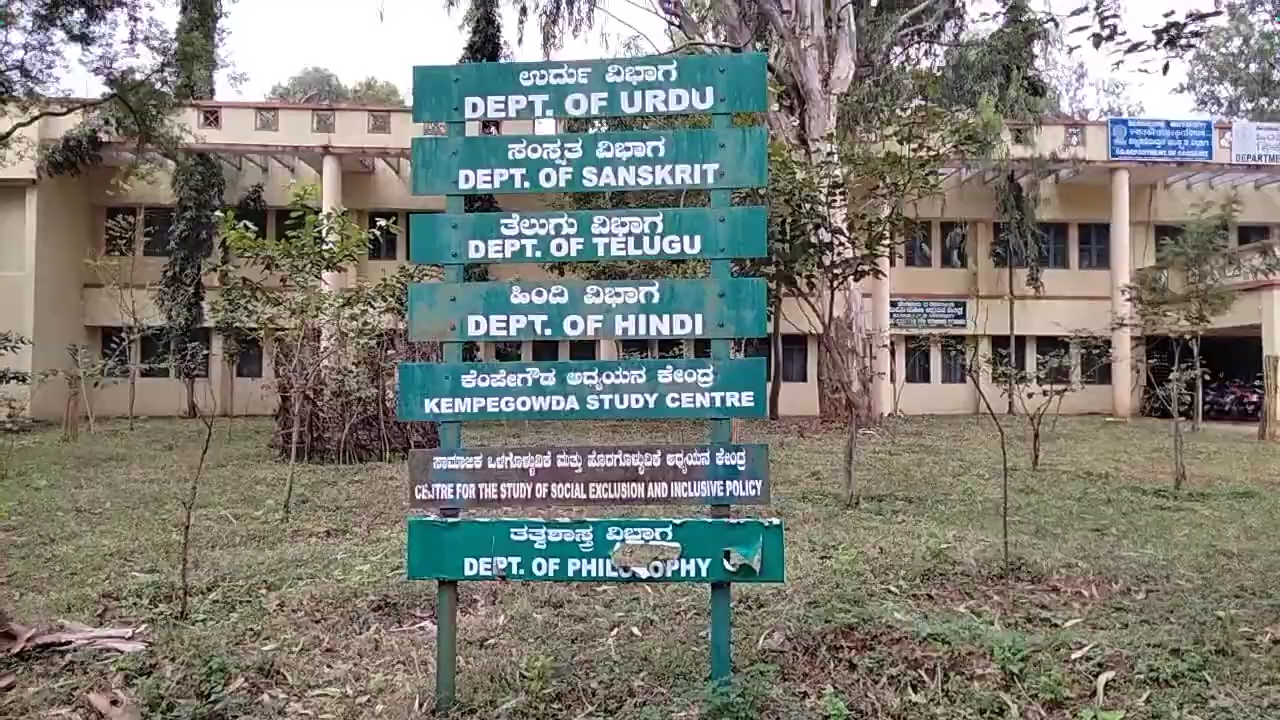 ಉರ್ದು ವಿಭಾಗ
DEPT. OF URDU
ಸಂಸ್ಕೃತ ವಿಭಾಗ
DEPT. OF SANSKRIT
ತೆಲುಗು ವಿಭಾಗ
DEPT. OF TELUGU
ಹಿಂದಿ ವಿಭಾಗ
DEPT. OF HINDI
ಕೆಂಪೇಗೌಡ ಅಧ್ಯಯನ ಕೇಂದ್ರ
KEMPEGOWDA STUDY CENTRE
ಸಾಮಾಜಿಕ ಒಳಗೊಳ್ಳುವಿಕೆ ಮತ್ತು ಹೊರಗೊಳ್ಳುವಿಕೆ ಅಧ್ಯಯನ ಕೇಂದ್ರ
CENTRE FOR THE STUDY OF SOCIAL EXCLUSION AND INCLUSIVE POLICY
ತತ್ವಶಾಸ್ತ್ರ ವಿಭಾಗ
DEPT. OF PHILOSOPHY